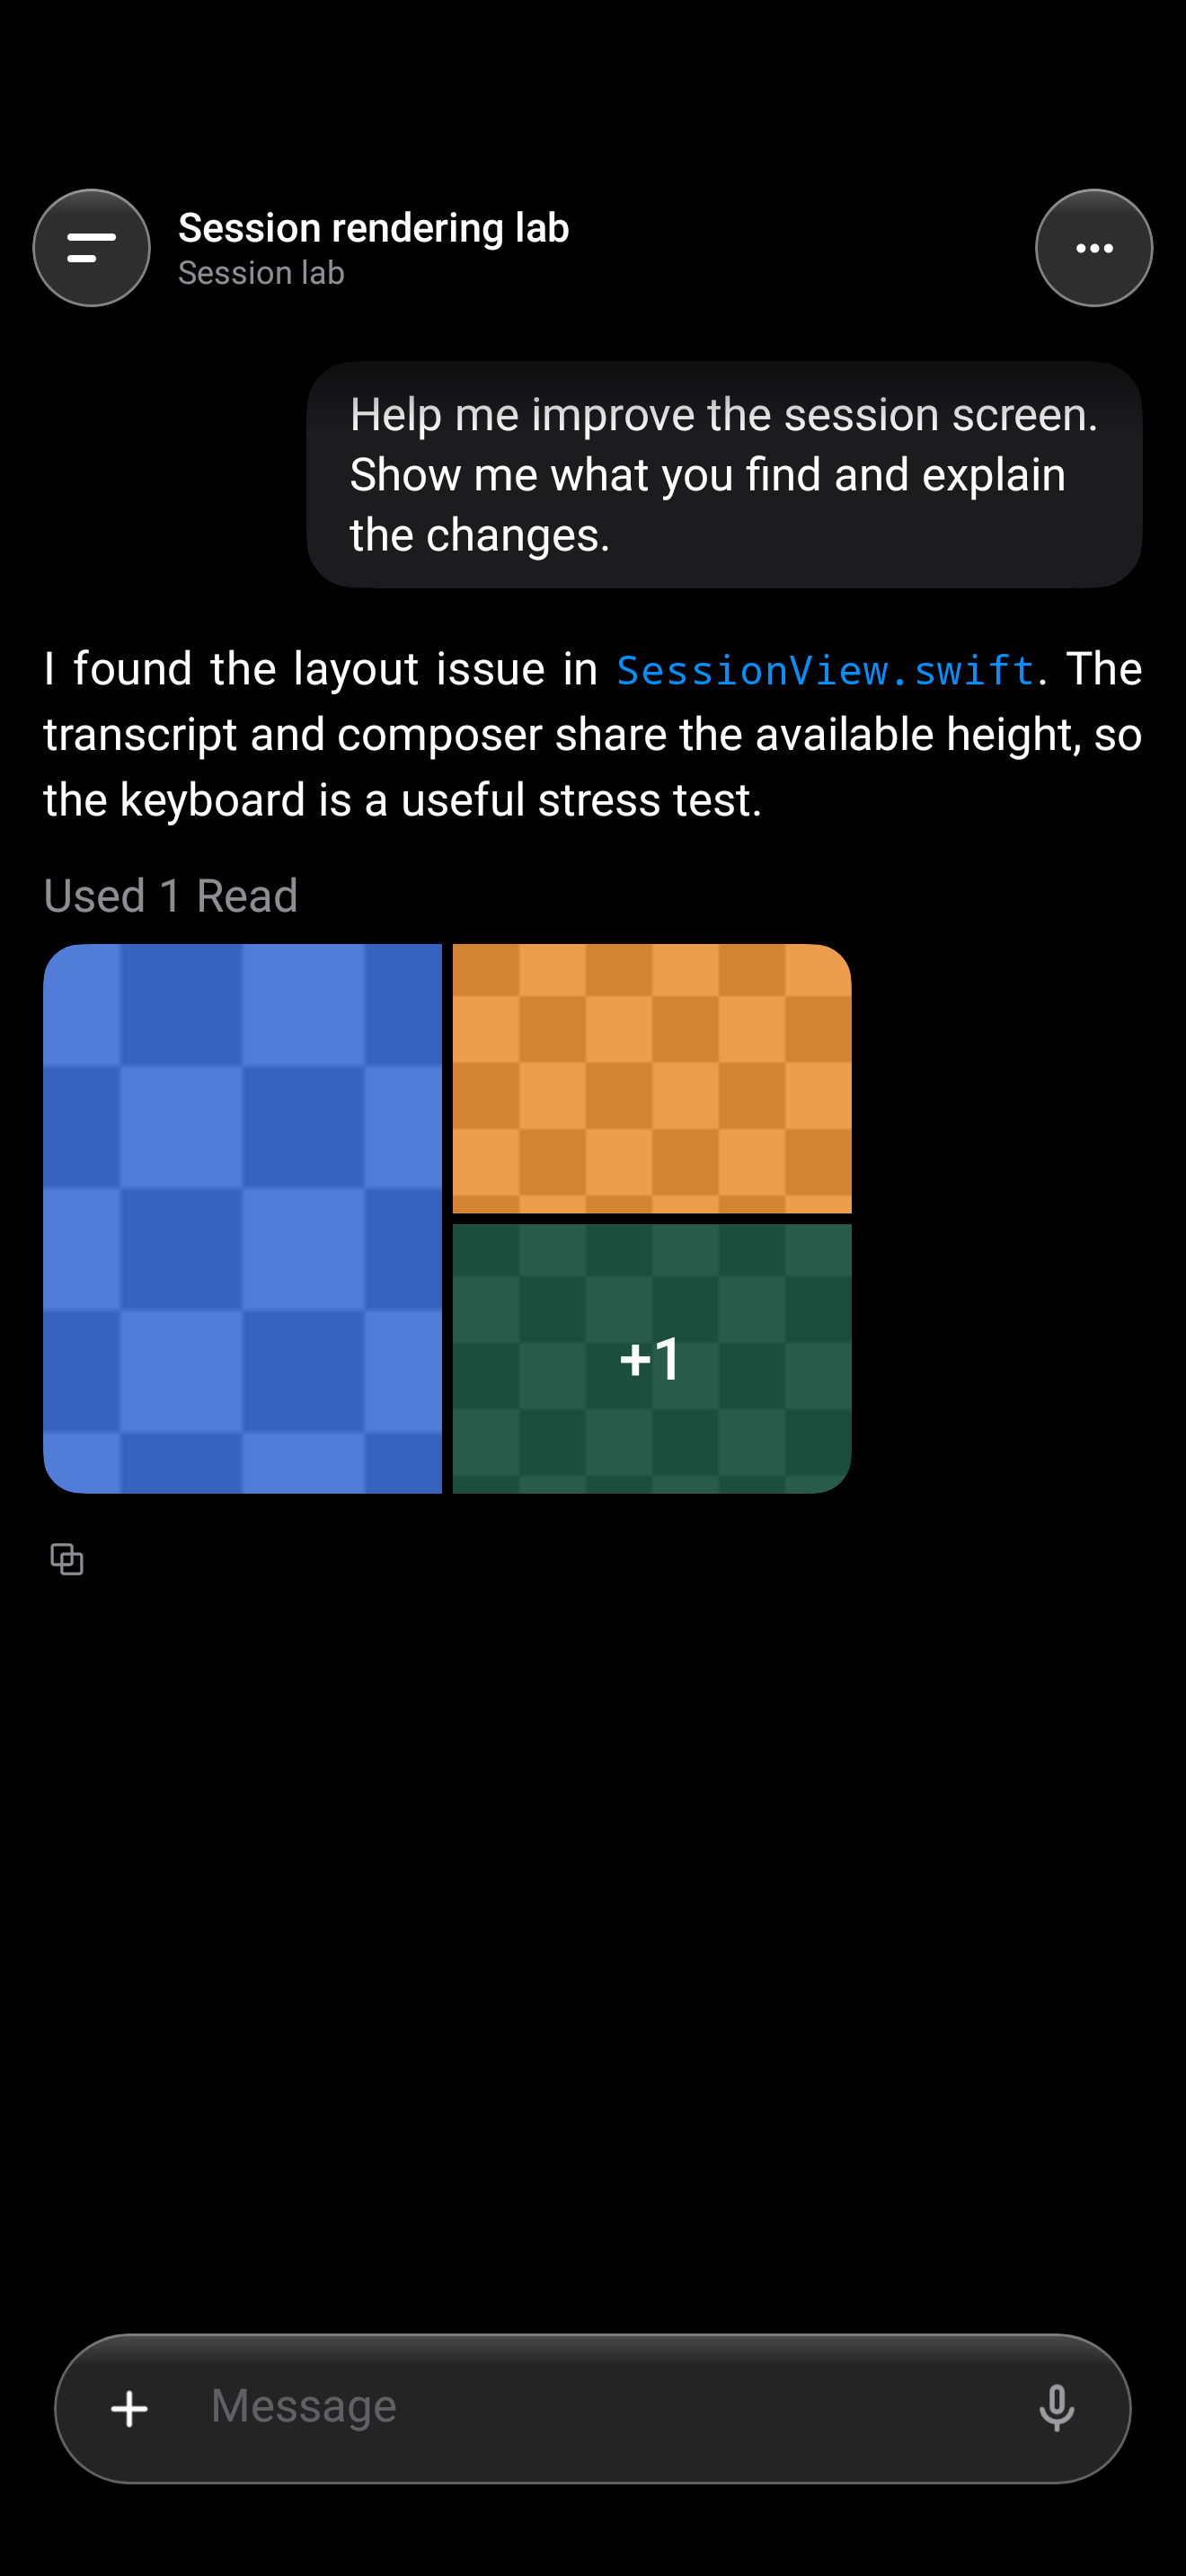 Session rendering lab
Session lab
Help me improve the session screen.
Show me what you find and explain
the changes.
I found the layout issue in SessionView.swift. The
transcript and composer share the available height, so
the keyboard is a useful stress test.
Used 1 Read
+1
Message